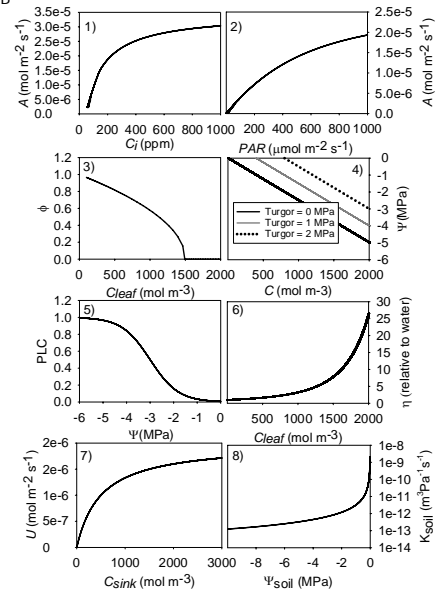 B
3.5e-5
3.0e-5
2.5e-5
2.0e-5
1.5e-5
1.0e-5
5.0e-6
0.0
A (mol m-2 s-1)
1)
0 200 400 600 800 1000
Ci (ppm)
2)
2.5e-5
2.0e-5
1.5e-5
1.0e-5
5.0e-6
0.0
A (mol m-2 s-1)
200 400 600 800 1000
PAR (μmol m-2 s-1)
1.2
1.0
0.8
0.6
0.4
0.2
0.0
ϕ
3)
0 500 1000 1500 2000
Cleaf (mol m-3)
4)
Turgor = 0 MPa
Turgor = 1 MPa
Turgor = 2 MPa
0
-1
-2
-3
-4
-5
-6
Ψ(MPa)
500 1000 1500 2000
C (mol m-3)
1.2
1.0
0.8
0.6
0.4
0.2
0.0
PLC
5)
-6 -5 -4 -3 -2 -1 0
Ψ(MPa)
6)
30
25
20
15
10
5
0
η (relative to water)
500 1000 1500 2000
Cleaf (mol m-3)
2e-6
2e-6
1e-6
5e-7
0
U (mol m-2 s-1)
7)
0 1000 2000 3000
Csink (mol m-3)
8)
1e-8
1e-9
1e-10
1e-11
1e-12
1e-13
1e-14
Ksoil (m3Pa-1s-1)
-8 -6 -4 -2 0
Ψsoil (MPa)